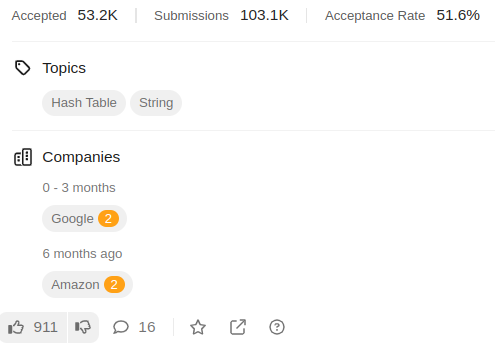 Accepted 53.2K Submissions 103.1K Acceptance Rate 51.6%
Topics
Hash Table String
Companies
0 - 3 months
Google 2
6 months ago
Amazon 2
911 16